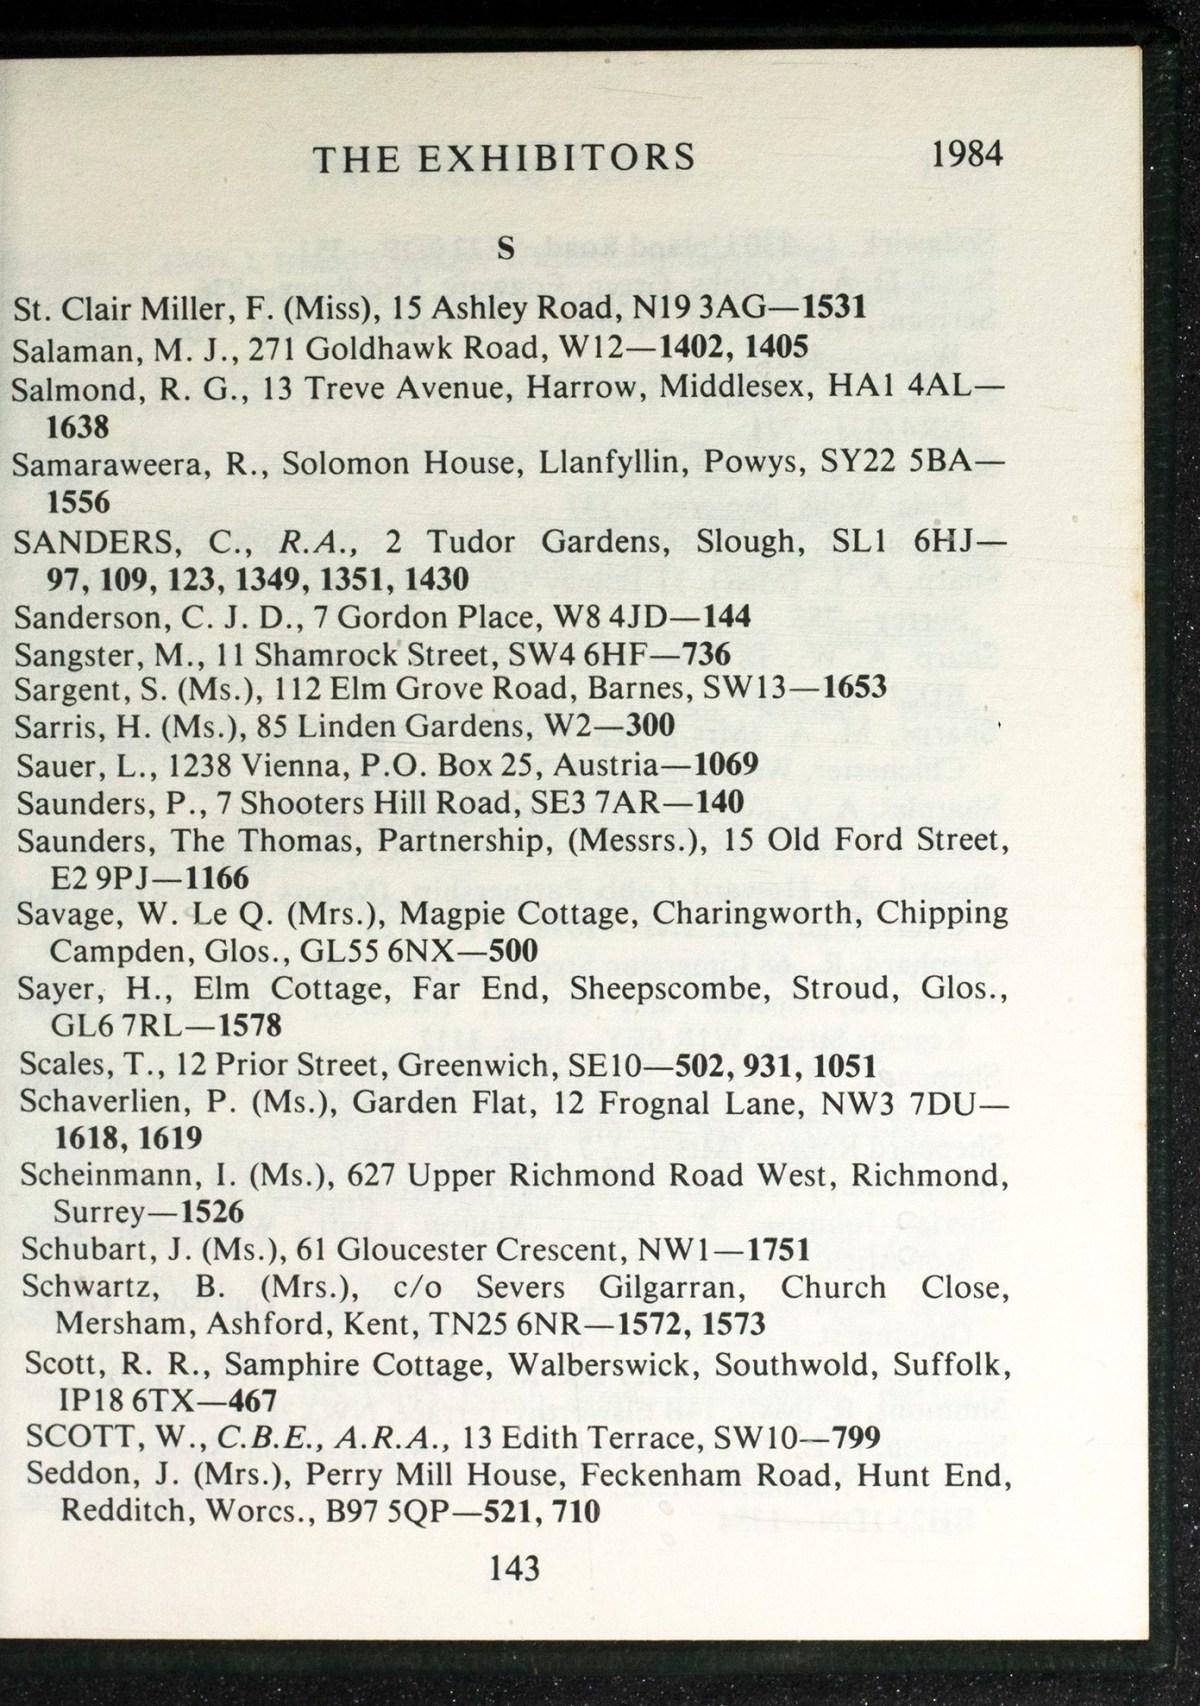 THE EXHIBITORS 1984
S
St. Clair Miller, F. (Miss), 15 Ashley Road, N19 3AG—1531
Salaman, M. J., 271 Goldhawk Road, W12—1402, 1405
Salmond, R. G., 13 Treve Avenue, Harrow, Middlesex, HA1 4AL—
1638
Samaraweera, R., Solomon House, Llanfyllin, Powys, SY22 5BA—
1556
SANDERS, C., R.A., 2 Tudor Gardens, Slough, SL1 6HJ—
97, 109, 123, 1349, 1351, 1430
Sanderson, C. J. D., 7 Gordon Place, W8 4JD—144
Sangster, M., 11 Shamrock Street, SW4 6HF—736
Sargent, S. (Ms.), 112 Elm Grove Road, Barnes, SW13—1653
Sarris, H. (Ms.), 85 Linden Gardens, W2—300
Sauer, L., 1238 Vienna, P.O. Box 25, Austria—1069
Saunders, P., 7 Shooters Hill Road, SE3 7AR—140
Saunders, The Thomas, Partnership, (Messrs.), 15 Old Ford Street,
E2 9PJ—1166
Savage, W. Le Q. (Mrs.), Magpie Cottage, Charingworth, Chipping
Campden, Glos., GL55 6NX—500
Sayer, H., Elm Cottage, Far End, Sheepscombe, Stroud, Glos.,
GL6 7RL—1578
Scales, T., 12 Prior Street, Greenwich, SE10—502, 931, 1051
Schaverlien, P. (Ms.), Garden Flat, 12 Frognal Lane, NW3 7DU—
1618, 1619
Scheinmann, I. (Ms.), 627 Upper Richmond Road West, Richmond,
Surrey—1526
Schubart, J. (Ms.), 61 Gloucester Crescent, NW1—1751
Schwartz, B. (Mrs.), c/o Severs Gilgarran, Church Close,
Mersham, Ashford, Kent, TN25 6NR—1572, 1573
Scott, R. R., Samphire Cottage, Walberswick, Southwold, Suffolk,
IP18 6TX—467
SCOTT, W., C.B.E., A.R.A., 13 Edith Terrace, SW10—799
Seddon, J. (Mrs.), Perry Mill House, Feckenham Road, Hunt End,
Redditch, Worcs., B97 5QP—521, 710
143